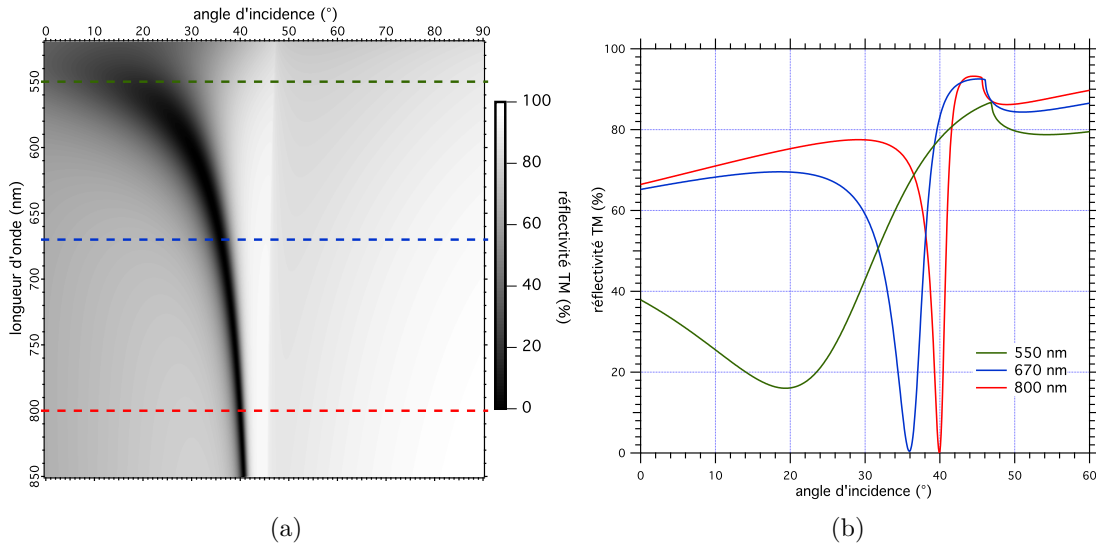 angle d'incidence (°)
0 10 20 30 40 50 60 70 80 90
longueur d'onde (nm)
550
600
650
700
750
800
850
100
80
60
40
20
0
réflectivité TM (%)
(a)
réflectivité TM (%)
100
80
60
40
20
0
550 nm
670 nm
800 nm
0 10 20 30 40 50 60
angle d'incidence (°)
(b)